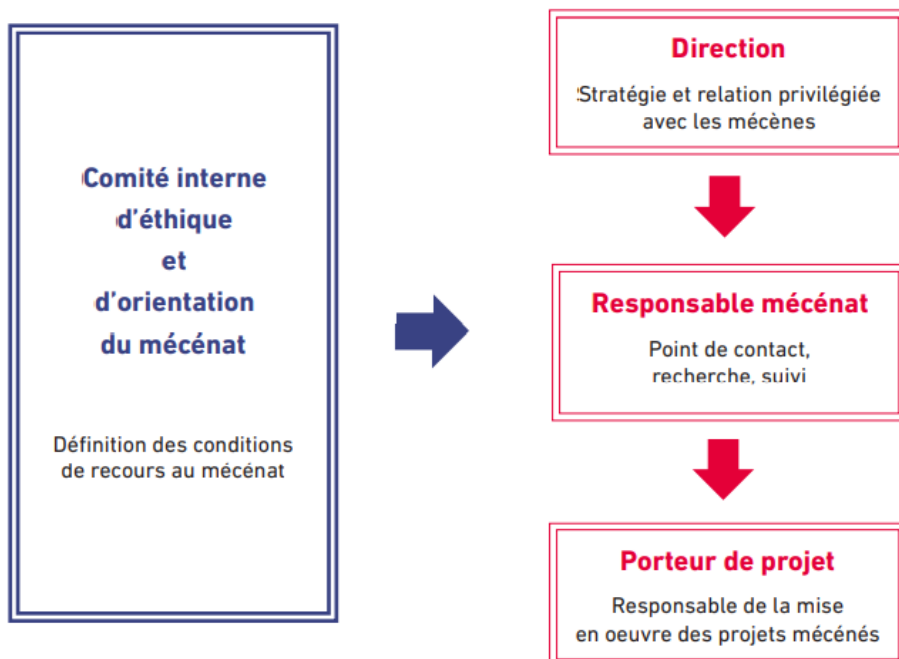 Comité interne
d'éthique
et
d'orientation
du mécénat
Définition des conditions
de recours au mécénat
Direction
Stratégie et relation privilégiée
avec les mécènes
Responsable mécénat
Point de contact,
recherche, suivi
Porteur de projet
Responsable de la mise
en oeuvre des projets mécénés